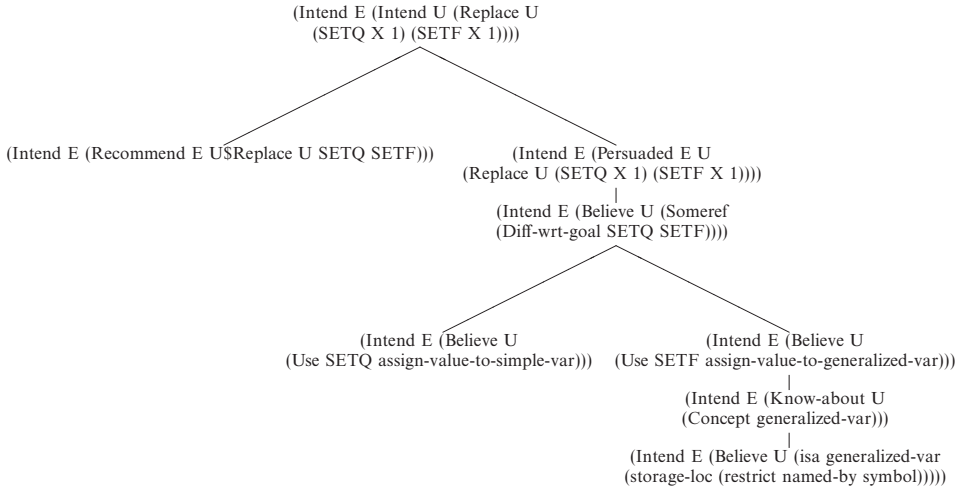 (Intend E (Intend U (Replace U
(SETQ X 1) (SETF X 1))))
(Intend E (Recommend E U$Replace U SETQ SETF)))
(Intend E (Persuaded E U
(Replace U (SETQ X 1) (SETF X 1))))
(Intend E (Believe U (Someref
(Diff-wrt-goal SETQ SETF))))
(Intend E (Believe U
(Use SETQ assign-value-to-simple-var)))
(Intend E (Believe U
(Use SETF assign-value-to-generalized-var)))
(Intend E (Know-about U
(Concept generalized-var)))
(Intend E (Believe U (isa generalized-var
(storage-loc (restrict named-by symbol)))))